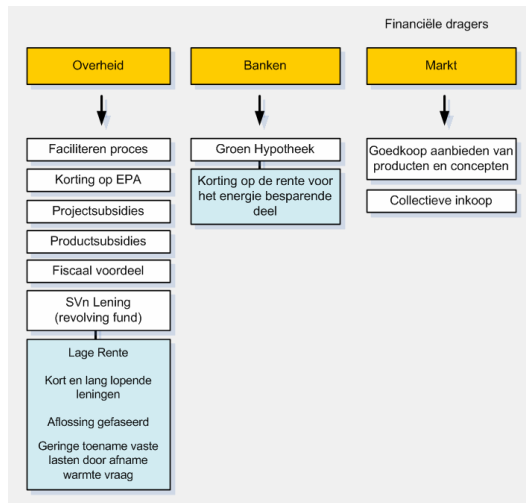 Financiële dragers
Overheid
Faciliteren proces
Korting op EPA
Projectsubsidies
Productsubsidies
Fiscaal voordeel
SVn Lening
(revolving fund)
Lage Rente
Kort en lang lopende
leningen
Aflossing gefaseerd
Geringe toename vaste
lasten door afname
warmte vraag
Banken
Groen Hypotheek
Korting op de rente voor
het energie besparende
deel
Markt
Goedkoop aanbieden van
producten en concepten
Collectieve inkoop